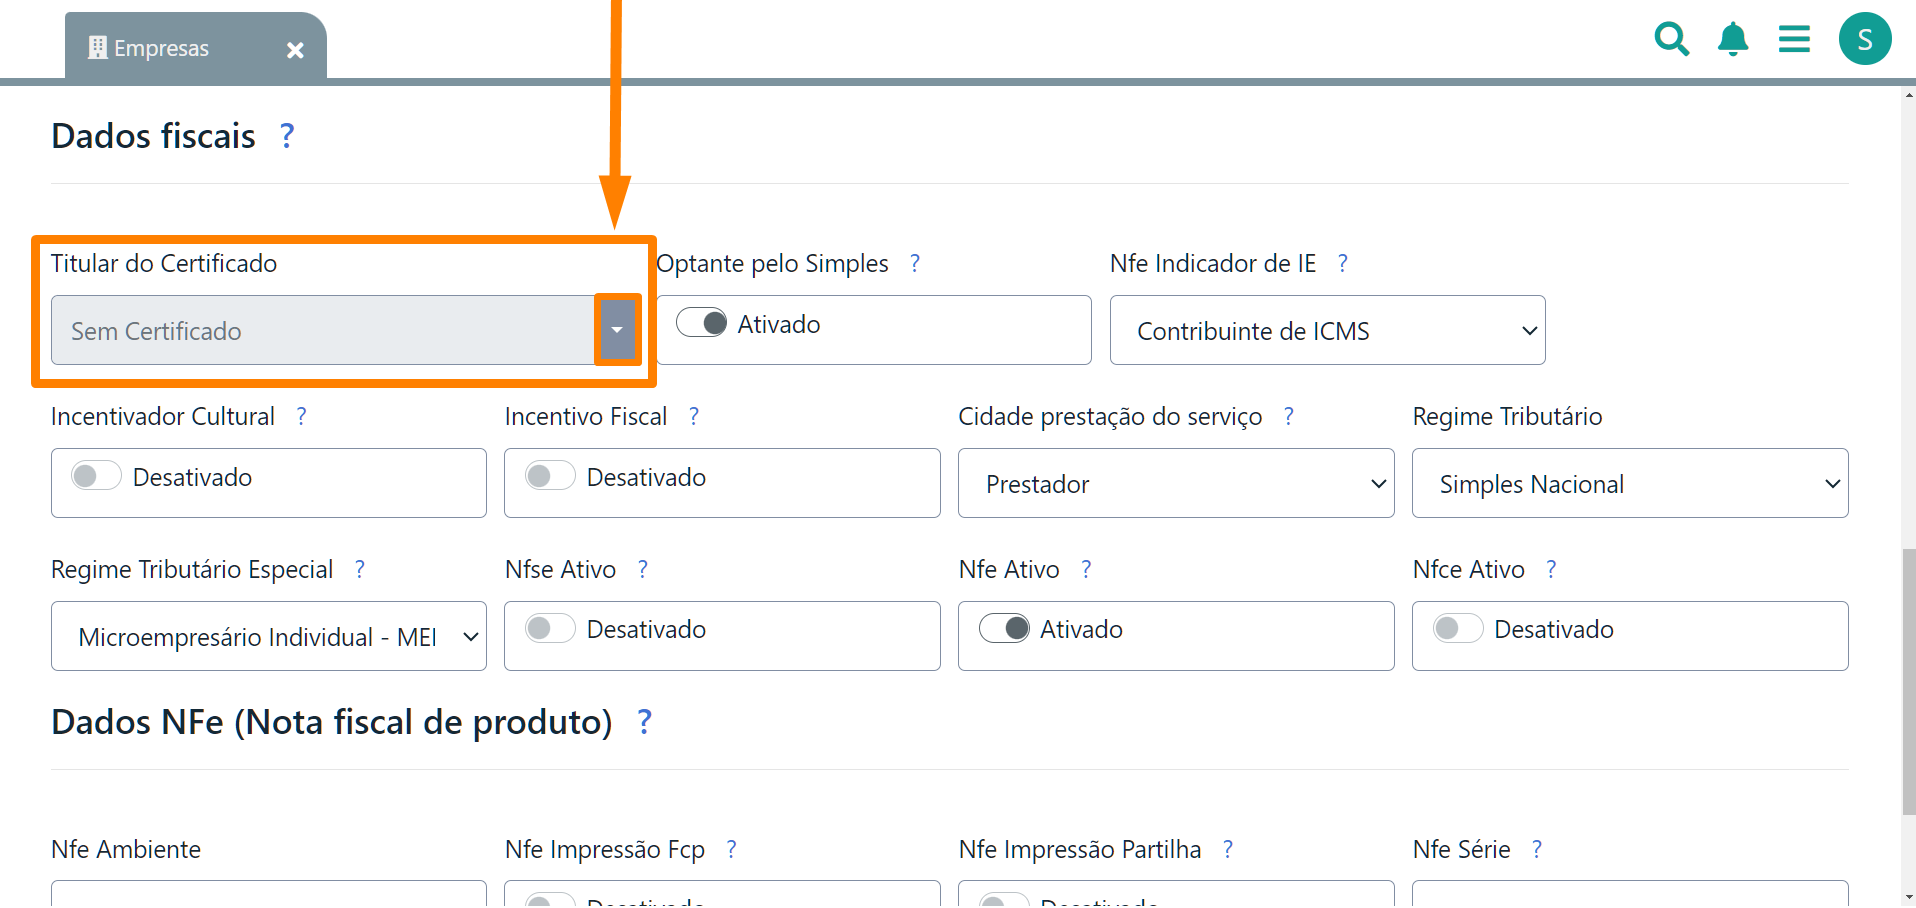 Empresas
S
Dados fiscais ?
Titular do Certificado
Optante pelo Simples ?
Nfe Indicador de IE ?
Sem Certificado
Ativado
Contribuinte de ICMS
Incentivador Cultural ?
Incentivo Fiscal ?
Cidade prestação do serviço ?
Regime Tributário
Desativado
Desativado
Prestador
Simples Nacional
Regime Tributário Especial ?
Nfse Ativo ?
Nfe Ativo ?
Nfce Ativo ?
Microempresário Individual - MEI
Desativado
Ativado
Desativado
Dados NFe (Nota fiscal de produto) ?
Nfe Ambiente
Nfe Impressão Fcp ?
Nfe Impressão Partilha ?
Nfe Série ?
Desativado
Desativado